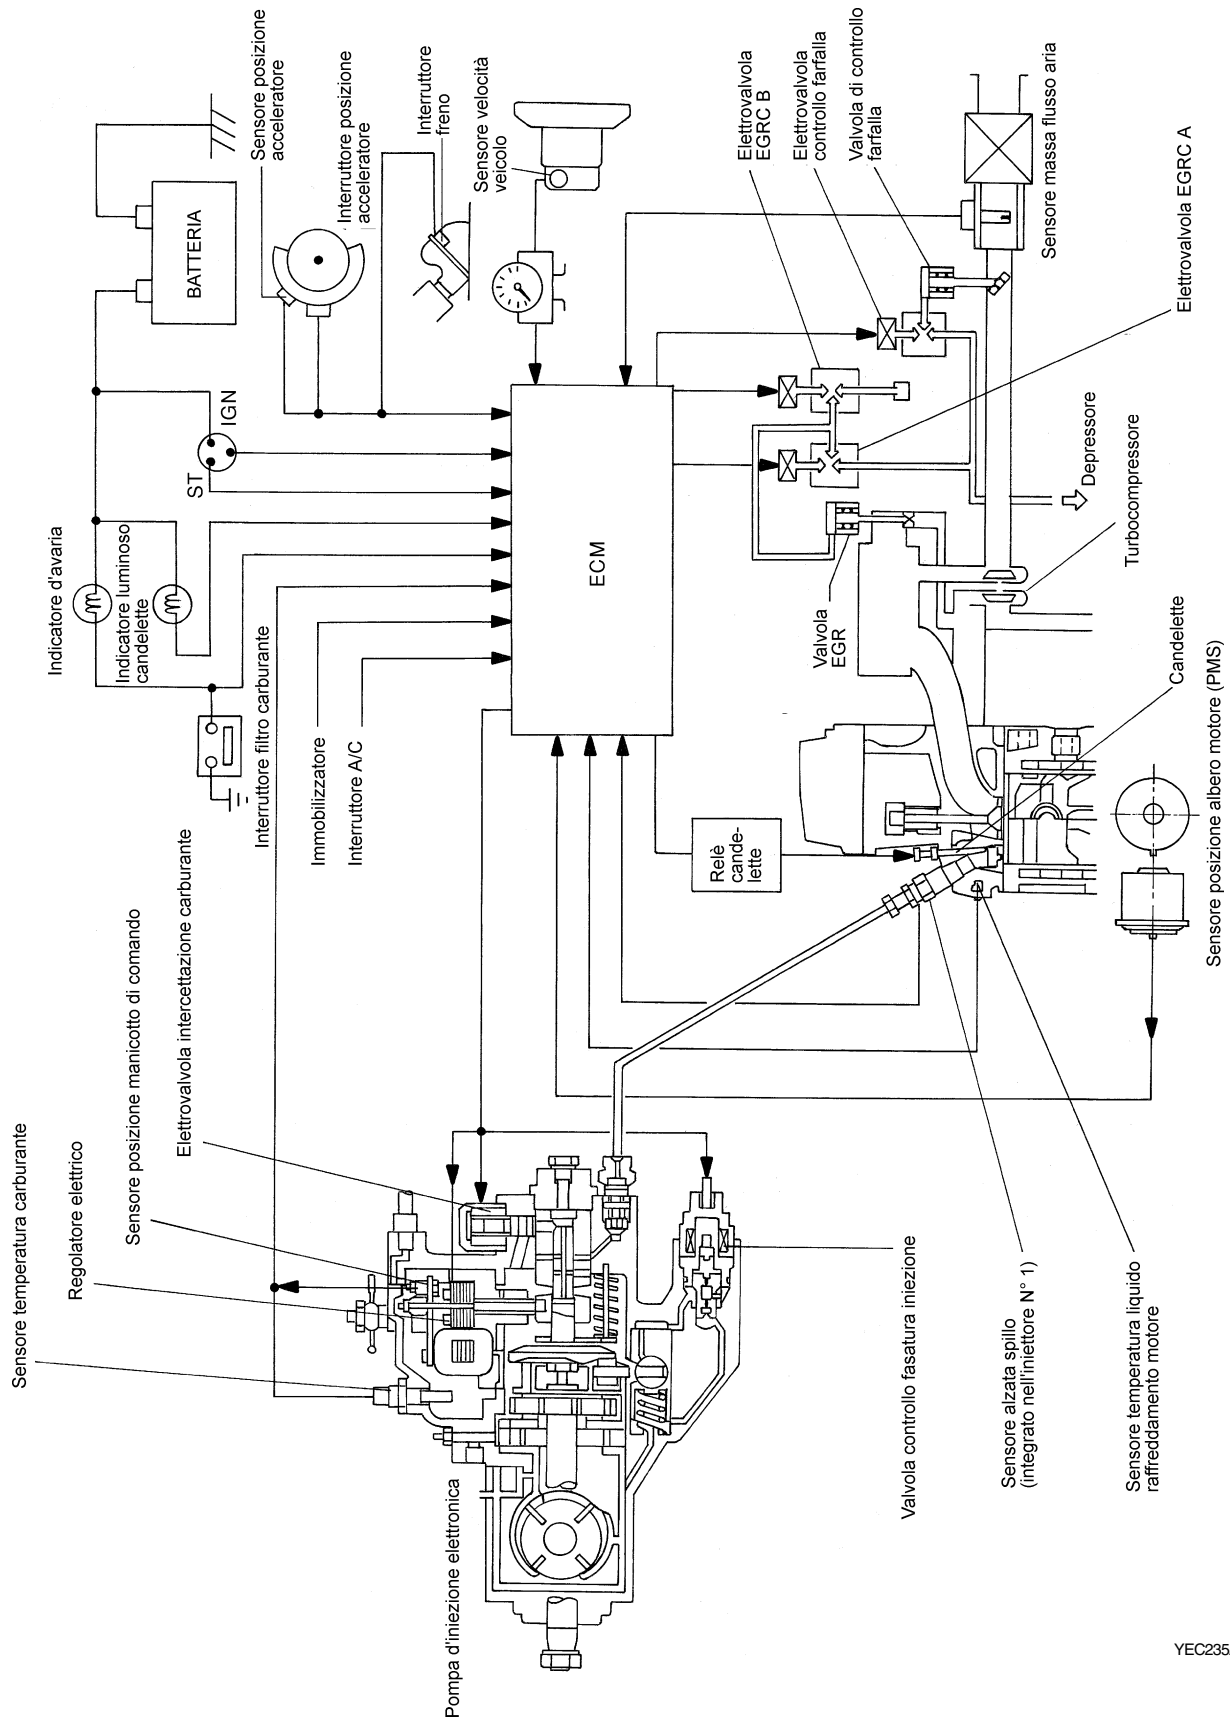 Sensore temperatura carburante
Regolatore elettrico
Sensore posizione manicotto di comando
Elettrovalvola intercettazione carburante
Pompa d'iniezione elettronica
Indicatore d'avaria
Indicatore luminoso
candelette
Interruttore filtro carburante
Immobilizzatore
Interruttore A/C
ST
IGN
BATTERIA
Sensore posizione
acceleratore
Interruttore posizione
acceleratore
Interruttore
freno
Sensore velocità
veicolo
ECM
Relè
cande-
lette
Valvola
EGR
Elettrovalvola
EGRC B
Elettrovalvola
controllo farfalla
Valvola di controllo
farfalla
Sensore massa flusso aria
Elettrovalvola EGRC A
Depressore
Turbocompressore
Candelette
Sensore posizione albero motore (PMS)
Valvola controllo fasatura iniezione
Sensore alzata spillo
(integrato nell'iniettore N° 1)
Sensore temperatura liquido
raffreddamento motore
YEC235